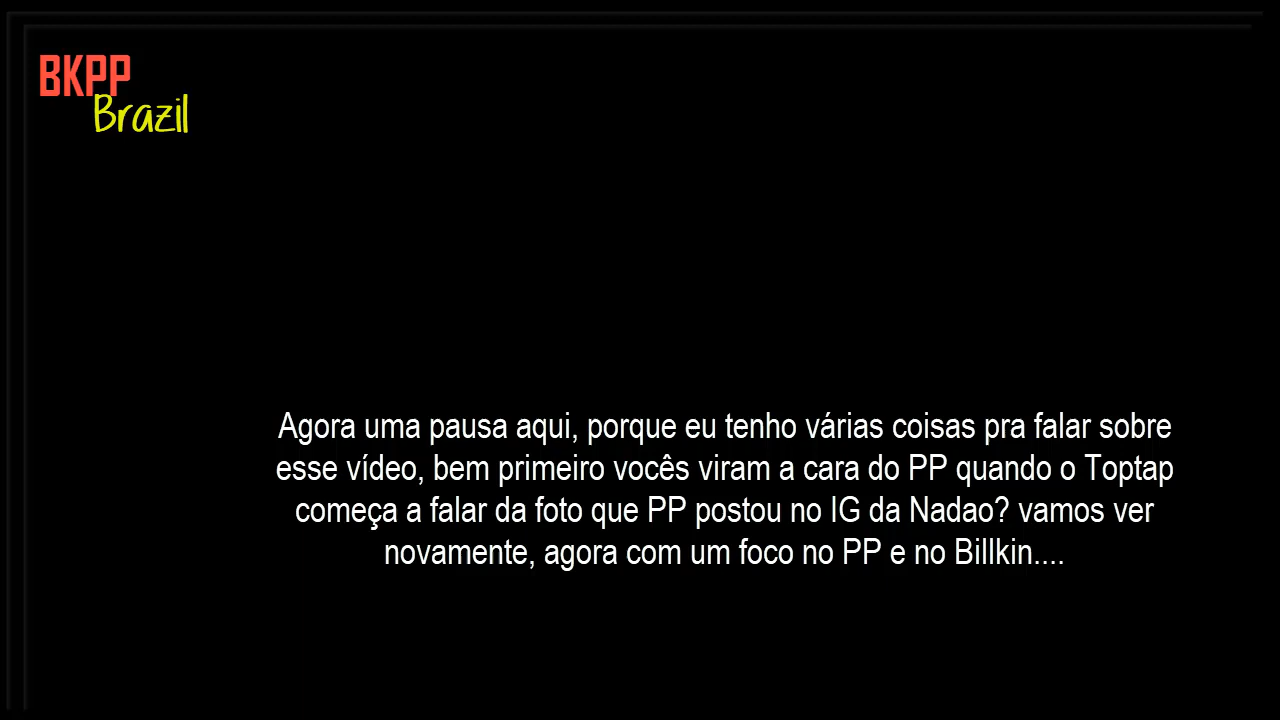 BKPP
Brazil
Agora uma pausa aqui, porque eu tenho várias coisas pra falar sobre
esse vídeo, bem primeiro vocês viram a cara do PP quando o Toptap
começa a falar da foto que PP postou no IG da Nadao? vamos ver
novamente, agora com um foco no PP e no Billkin....